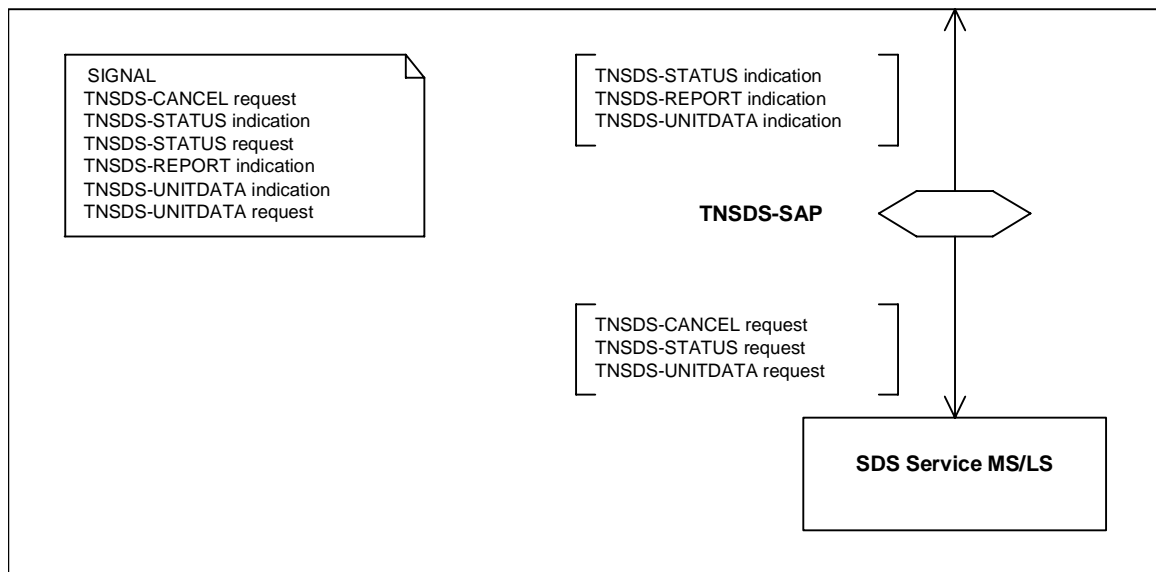 SIGNAL
TNSDS-CANCEL request
TNSDS-STATUS indication
TNSDS-STATUS request
TNSDS-REPORT indication
TNSDS-UNITDATA indication
TNSDS-UNITDATA request
TNSDS-STATUS indication
TNSDS-REPORT indication
TNSDS-UNITDATA indication
TNSDS-SAP
TNSDS-CANCEL request
TNSDS-STATUS request
TNSDS-UNITDATA request
SDS Service MS/LS